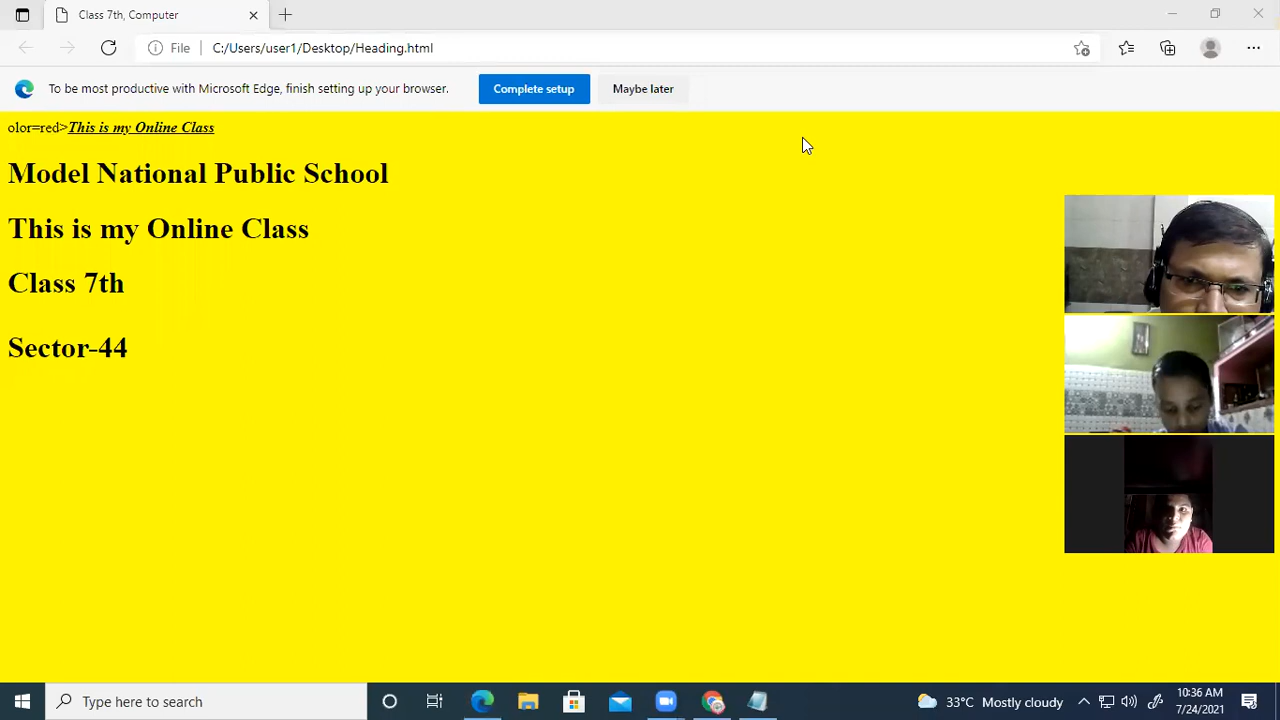 Class 7th, Computer
File
C:/Users/user1/Desktop/Heading.html
To be most productive with Microsoft Edge, finish setting up your browser.
Complete setup
Maybe later
olor=red>This is my Online Class
Model National Public School
This is my Online Class
Class 7th
Sector-44
Type here to search
33°C Mostly cloudy
10:36 AM
7/24/2021